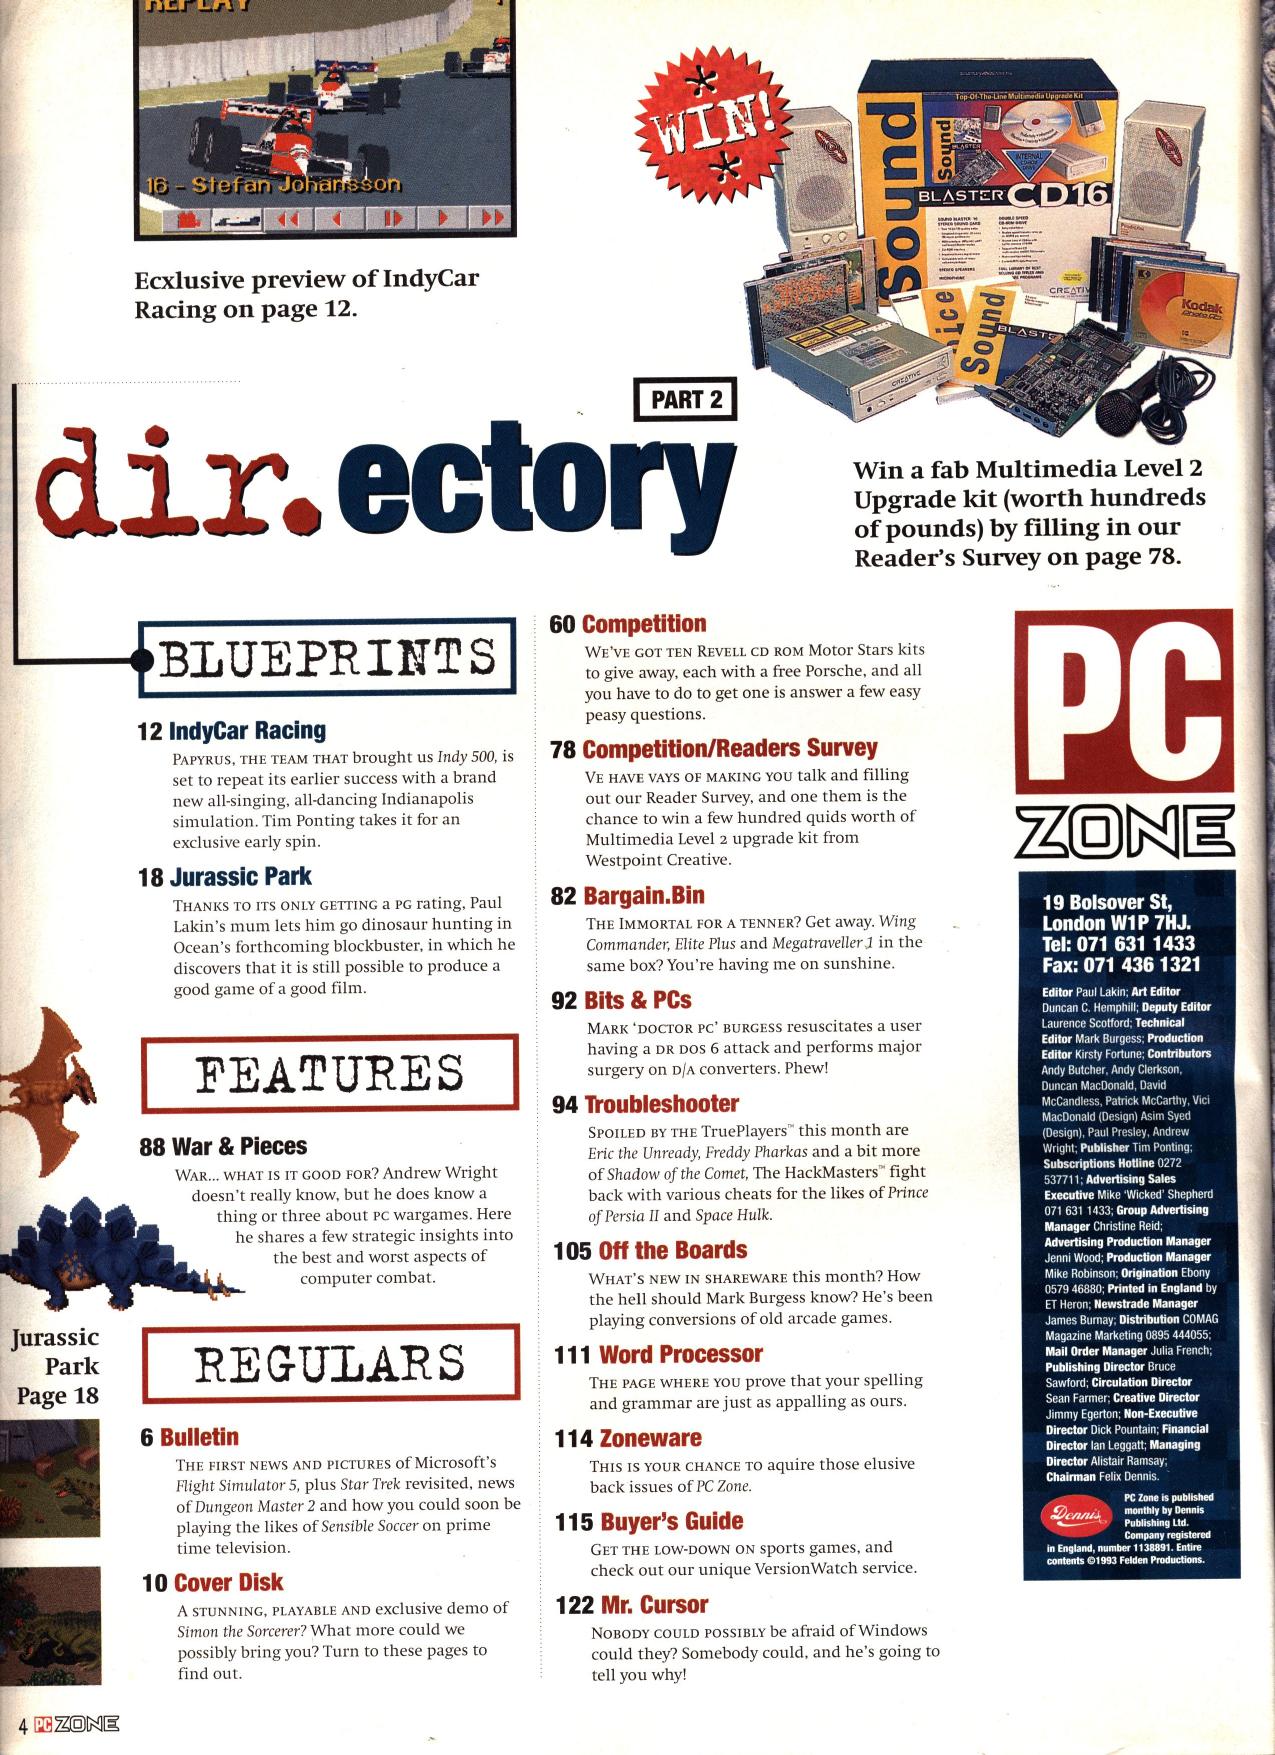 REPLAY
16 - Stefan Johansson
Ecxlusive preview of IndyCar
Racing on page 12.
WIN!
Top-Of-The-Line Multimedia Upgrade Kit
Sound
Sound
BLASTER
INTERNAL
BLASTER CD16
STEREO SPEAKERS
MICROPHONE
CREATIVE
Kodak
Photo CD
Sound
BLASTER
CREATIVE
Win a fab Multimedia Level 2
Upgrade kit (worth hundreds
of pounds) by filling in our
Reader's Survey on page 78.
PART 2
dir.ectory
BLUEPRINTS
12 IndyCar Racing
PAPYRUS, THE TEAM THAT brought us Indy 500, is
set to repeat its earlier success with a brand
new all-singing, all-dancing Indianapolis
simulation. Tim Ponting takes it for an
exclusive early spin.
18 Jurassic Park
THANKS TO ITS ONLY GETTING a PG rating, Paul
Lakin's mum lets him go dinosaur hunting in
Ocean's forthcoming blockbuster, in which he
discovers that it is still possible to produce a
good game of a good film.
FEATURES
88 War & Pieces
WAR... WHAT IS IT GOOD FOR? Andrew Wright
doesn't really know, but he does know a
thing or three about PC wargames. Here
he shares a few strategic insights into
the best and worst aspects of
computer combat.
Jurassic
Park
Page 18
REGULARS
6 Bulletin
THE FIRST NEWS AND PICTURES of Microsoft's
Flight Simulator 5, plus Star Trek revisited, news
of Dungeon Master 2 and how you could soon be
playing the likes of Sensible Soccer on prime
time television.
10 Cover Disk
A STUNNING, PLAYABLE AND exclusive demo of
Simon the Sorcerer? What more could we
possibly bring you? Turn to these pages to
find out.
60 Competition
WE'VE GOT TEN REVELL CD ROM Motor Stars kits
to give away, each with a free Porsche, and all
you have to do to get one is answer a few easy
peasy questions.
78 Competition/Readers Survey
VE HAVE VAYS OF MAKING YOU talk and filling
out our Reader Survey, and one them is the
chance to win a few hundred quids worth of
Multimedia Level 2 upgrade kit from
Westpoint Creative.
82 Bargain.Bin
THE IMMORTAL FOR A TENNER? Get away. Wing
Commander, Elite Plus and Megatraveller 1 in the
same box? You're having me on sunshine.
92 Bits & PCs
MARK 'DOCTOR PC' BURGESS resuscitates a user
having a DR DOS 6 attack and performs major
surgery on D/A converters. Phew!
94 Troubleshooter
SPOILED BY THE TruePlayers™ this month are
Eric the Unready, Freddy Pharkas and a bit more
of Shadow of the Comet, The HackMasters™ fight
back with various cheats for the likes of Prince
of Persia II and Space Hulk.
105 Off the Boards
WHAT'S NEW IN SHAREWARE this month? How
the hell should Mark Burgess know? He's been
playing conversions of old arcade games.
111 Word Processor
THE PAGE WHERE YOU prove that your spelling
and grammar are just as appalling as ours.
114 Zoneware
THIS IS YOUR CHANCE TO aquire those elusive
back issues of PC Zone.
115 Buyer's Guide
GET THE LOW-DOWN ON sports games, and
check out our unique VersionWatch service.
122 Mr. Cursor
NOBODY COULD POSSIBLY be afraid of Windows
could they? Somebody could, and he's going to
tell you why!
PC
ZONE
19 Bolsover St,
London W1P 7HJ.
Tel: 071 631 1433
Fax: 071 436 1321
Editor Paul Lakin; Art Editor
Duncan C. Hemphill; Deputy Editor
Laurence Scotford; Technical
Editor Mark Burgess; Production
Editor Kirsty Fortune; Contributors
Andy Butcher, Andy Clerkson,
Duncan MacDonald, David
McCandless, Patrick McCarthy, Vici
MacDonald (Design) Asim Syed
(Design), Paul Presley, Andrew
Wright; Publisher Tim Ponting;
Subscriptions Hotline 0272
537711; Advertising Sales
Executive Mike 'Wicked' Shepherd
071 631 1433; Group Advertising
Manager Christine Reid;
Advertising Production Manager
Jenni Wood; Production Manager
Mike Robinson; Origination Ebony
0579 46880; Printed in England by
ET Heron; Newstrade Manager
James Burnay; Distribution COMAG
Magazine Marketing 0895 444055;
Mail Order Manager Julia French;
Publishing Director Bruce
Sawford; Circulation Director
Sean Farmer; Creative Director
Jimmy Egerton; Non-Executive
Director Dick Pountain; Financial
Director Ian Leggatt; Managing
Director Alistair Ramsay;
Chairman Felix Dennis.
Dennis
PC Zone is published
monthly by Dennis
Publishing Ltd.
Company registered
in England, number 1138891. Entire
contents ©1993 Felden Productions.
4 PC ZONE